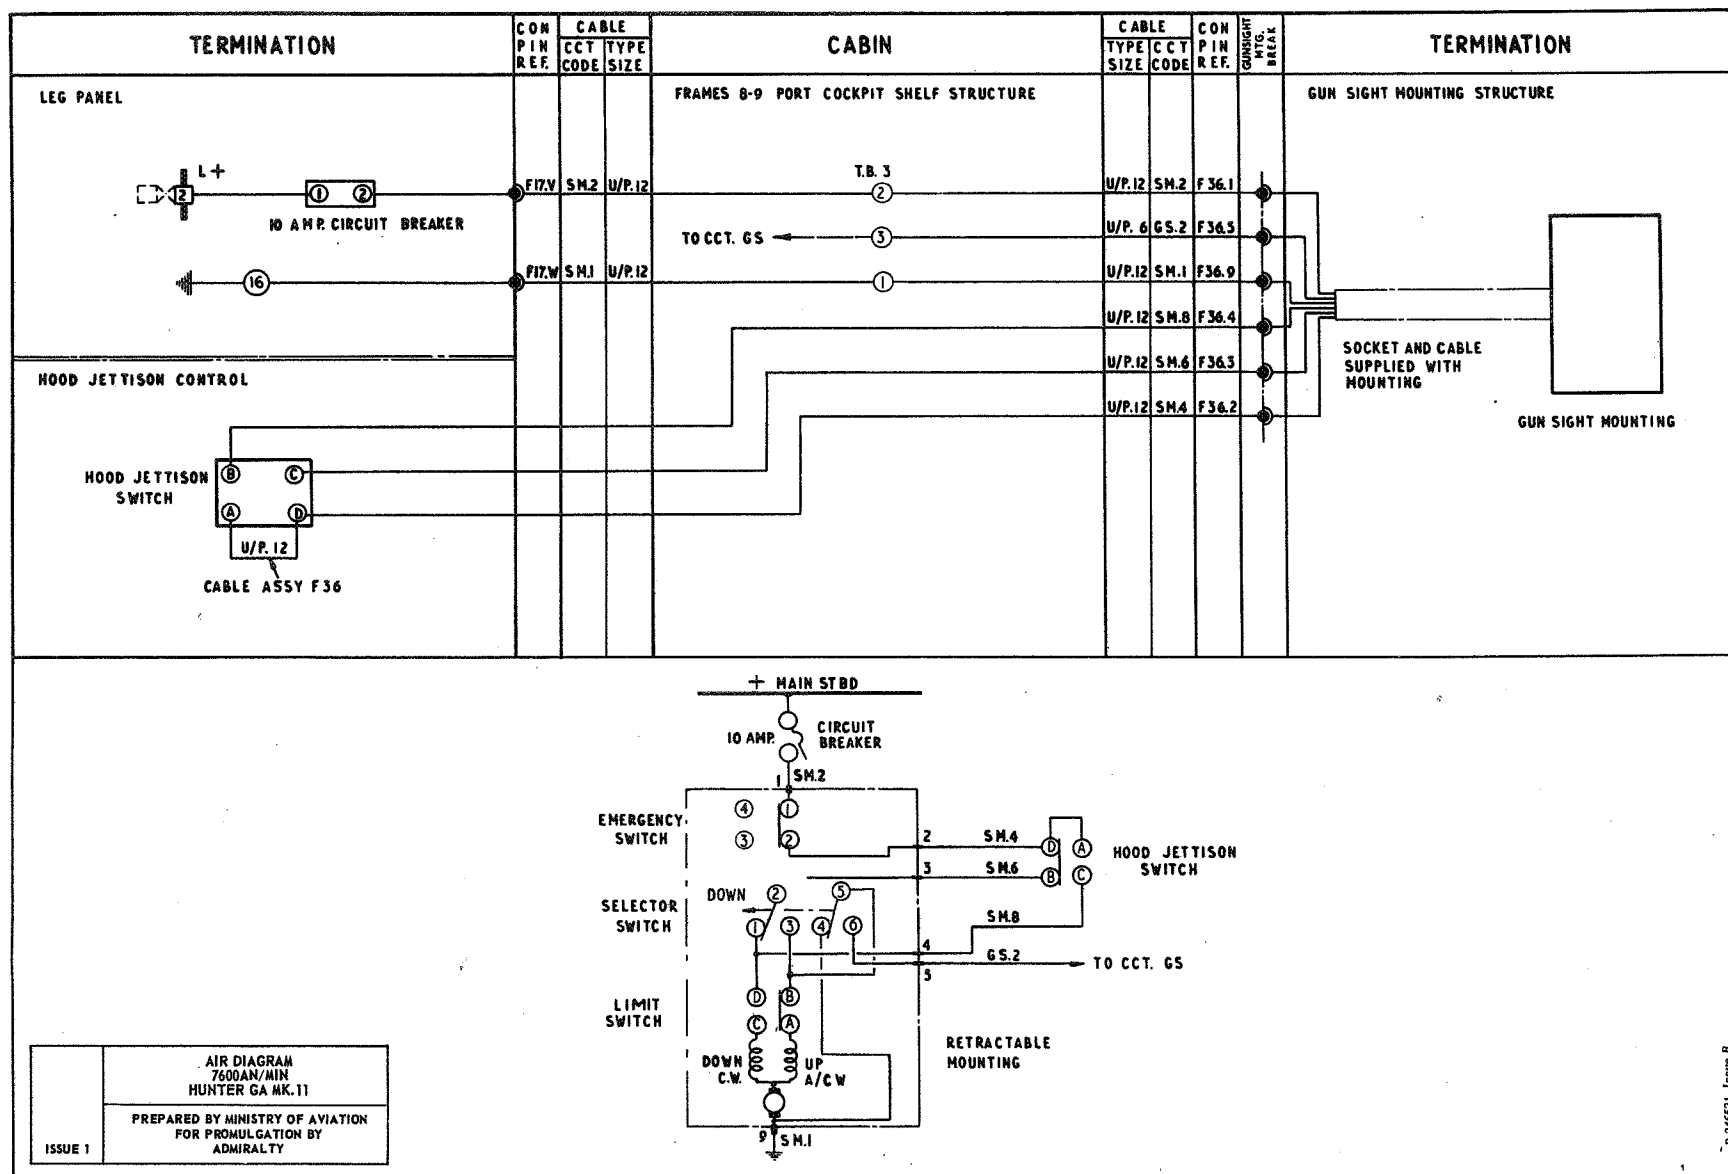 TERMINATION
CON PIN REF.
CABLE
CCT CODE
TYPE SIZE
CABIN
CABLE
TYPE SIZE
CCT CODE
CON PIN REF.
GUNSIGHT MTG. BREAK
TERMINATION
LEG PANEL
FRAMES 8-9 PORT COCKPIT SHELF STRUCTURE
GUN SIGHT MOUNTING STRUCTURE
L +
T.B. 3
2
1 2
F17.V SM.2 U/P.12
2
U/P.12 SM.2 F36.1
10 AMP. CIRCUIT BREAKER
TO CCT. GS
3
U/P. 6 GS.2 F36.5
16
F17.W SM.1 U/P.12
1
U/P.12 SM.1 F36.9
U/P.12 SM.8 F36.4
SOCKET AND CABLE
SUPPLIED WITH
MOUNTING
HOOD JETTISON CONTROL
U/P.12 SM.6 F36.3
U/P.12 SM.4 F36.2
GUN SIGHT MOUNTING
HOOD JETTISON
SWITCH
B C
A D
U/P. 12
CABLE ASSY F36
+ MAIN STBD
10 AMP.
CIRCUIT
BREAKER
1 SM.2
EMERGENCY
SWITCH
4 1
3 2
2 SM.4
D A
HOOD JETTISON
SWITCH
3 SM.6
B C
DOWN
2 5
SELECTOR
SWITCH
1 3 4 6
SM.8
4
GS.2
TO CCT. GS
5
LIMIT
SWITCH
D B
C A
DOWN
C.W.
UP
A/CW
RETRACTABLE
MOUNTING
9 SM.1
AIR DIAGRAM
7600AN/MIN
HUNTER GA MK.11
PREPARED BY MINISTRY OF AVIATION
FOR PROMULGATION BY
ADMIRALTY
ISSUE 1
Issue B
1